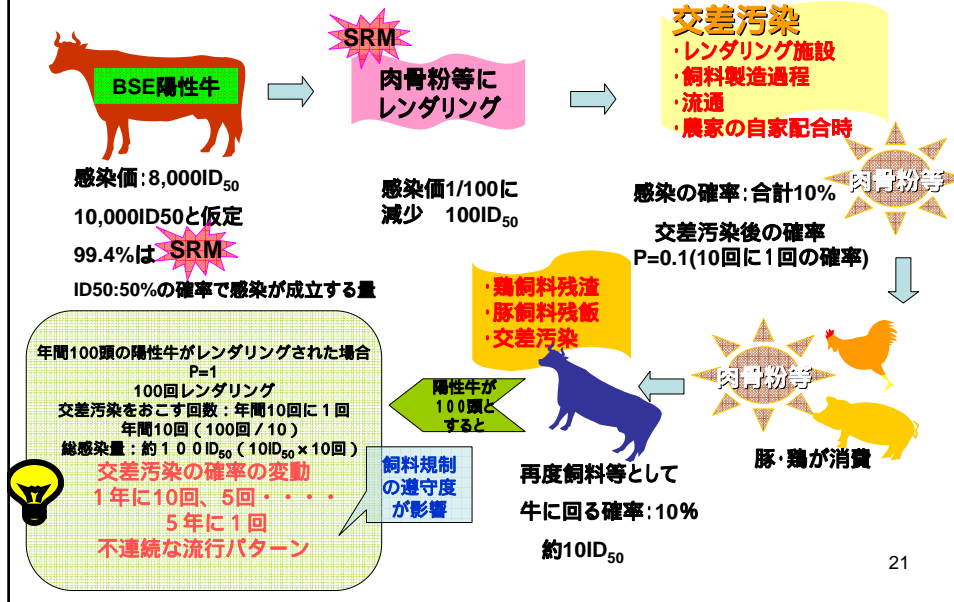 BSE陽性牛
感染価：8,000ID50
10,000ID50と仮定
99.4%は SRM
ID50:50%の確率で感染が成立する量
SRM
肉骨粉等に
レンダリング
感染価1/100に
減少　100ID50
交差汚染
・レンダリング施設
・飼料製造過程
・流通
・農家の自家配合時
肉骨粉等
感染の確率：合計10%
交差汚染後の確率
P=0.1(10回に1回の確率)
肉骨粉等
豚・鶏が消費
・鶏飼料残渣
・豚飼料残飯
・交差汚染
再度飼料等として
牛に回る確率：10%
約10ID50
陽性牛が
１００頭と
すると
年間100頭の陽性牛がレンダリングされた場合
P=1
100回レンダリング
交差汚染をおこす回数：年間10回に１回
年間10回（100回／10）
総感染量：約１００ID50（10ID50×10回）
交差汚染の確率の変動
１年に10回、5回・・・・
５年に１回
不連続な流行パターン
飼料規制
の遵守度
が影響
21